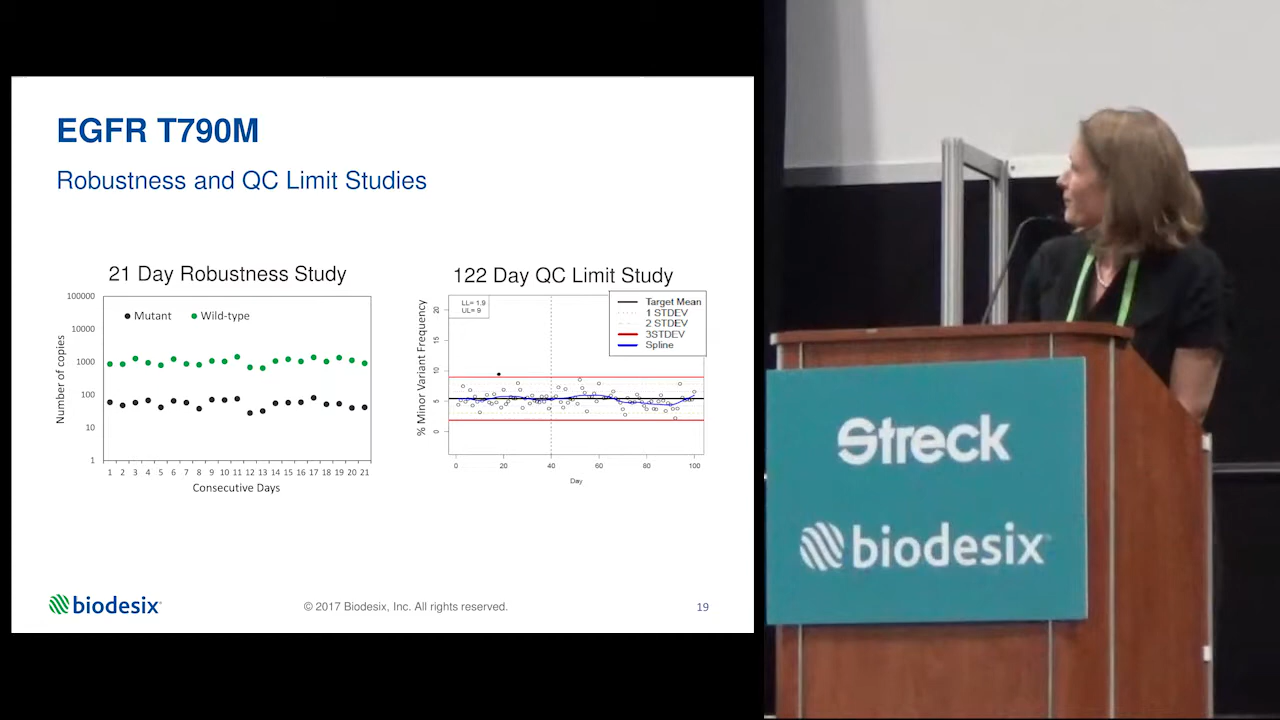 EGFR T790M
Robustness and QC Limit Studies
21 Day Robustness Study
Number of copies
100000
10000
1000
100
10
1
Mutant
Wild-type
1 2 3 4 5 6 7 8 9 10 11 12 13 14 15 16 17 18 19 20 21
Consecutive Days
122 Day QC Limit Study
% Minor Variant Frequency
20
15
10
5
0
LL= 1.9
UL= 9
Target Mean
1 STDEV
2 STDEV
3STDEV
Spline
0 20 40 60 80 100
Day
biodesix
© 2017 Biodesix, Inc. All rights reserved.
19
Streck
biodesix